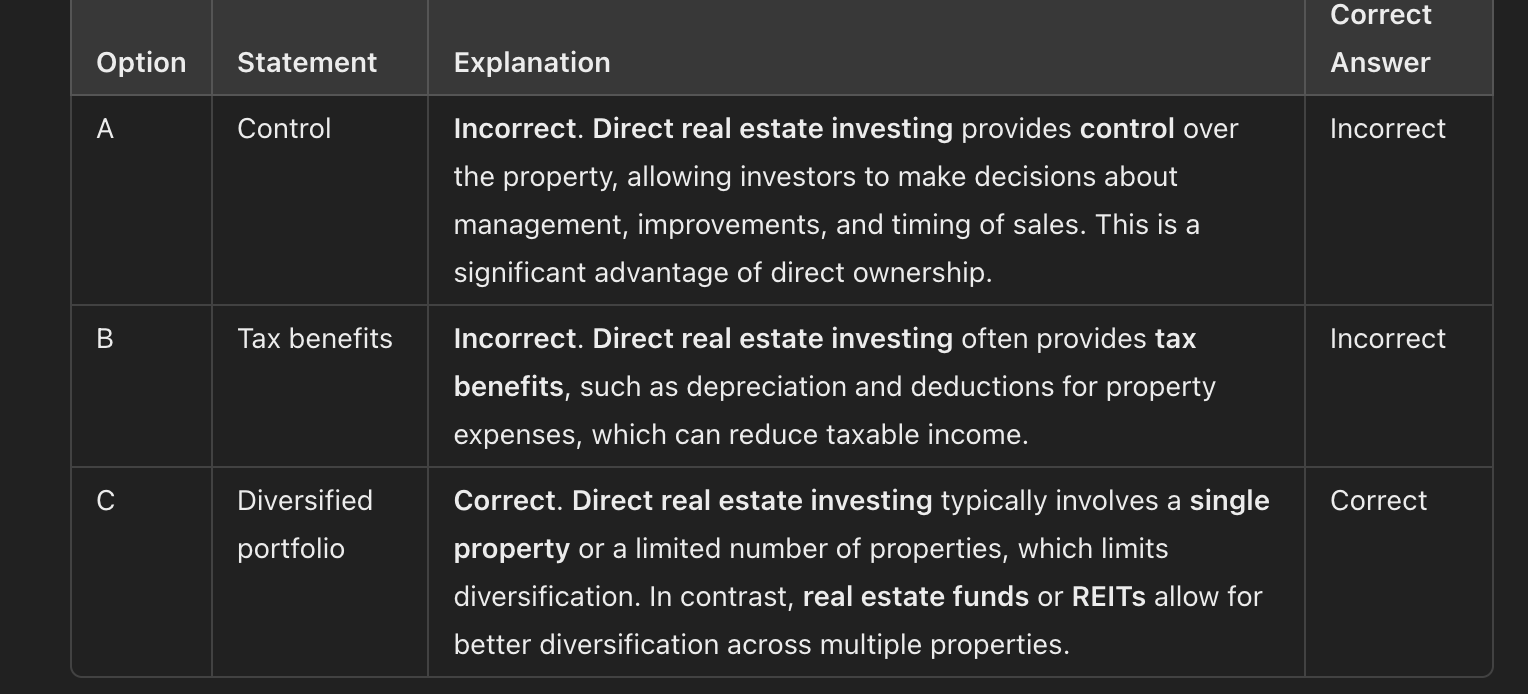 Correct
Option Statement Explanation Answer
A Control Incorrect. Direct real estate investing provides control over Incorrect
the property, allowing investors to make decisions about
management, improvements, and timing of sales. This is a
significant advantage of direct ownership.
B Tax benefits Incorrect. Direct real estate investing often provides tax Incorrect
benefits, such as depreciation and deductions for property
expenses, which can reduce taxable income.
C Diversified Correct. Direct real estate investing typically involves a single Correct
portfolio property or a limited number of properties, which limits
diversification. In contrast, real estate funds or REITs allow for
better diversification across multiple properties.